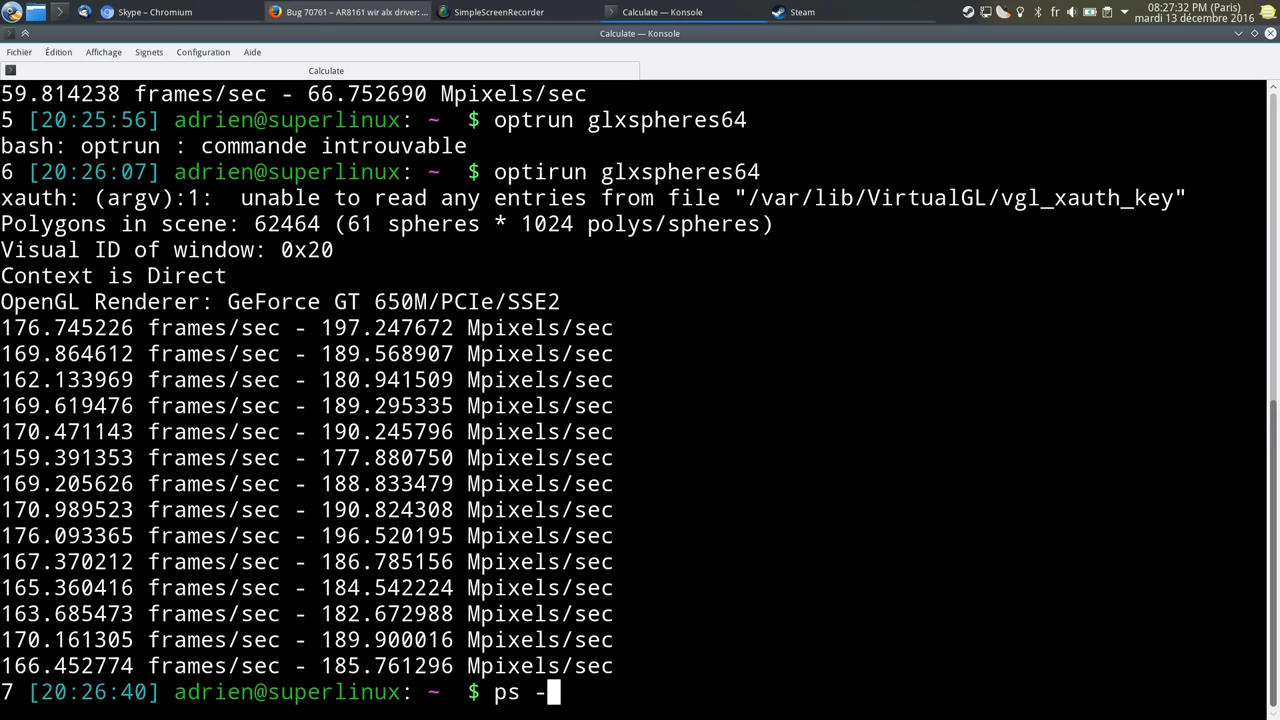 Skype – Chromium
Bug 70761 – AR8161 wir alx driver: ...
SimpleScreenRecorder
Calculate — Konsole
Steam
fr
08:27:32 PM (Paris)
mardi 13 décembre 2016
Calculate — Konsole
Fichier Édition Affichage Signets Configuration Aide
Calculate
59.814238 frames/sec - 66.752690 Mpixels/sec
5 [20:25:56] adrien@superlinux: ~ $ optrun glxspheres64
bash: optrun : commande introuvable
6 [20:26:07] adrien@superlinux: ~ $ optirun glxspheres64
xauth: (argv):1:  unable to read any entries from file "/var/lib/VirtualGL/vgl_xauth_key"
Polygons in scene: 62464 (61 spheres * 1024 polys/spheres)
Visual ID of window: 0x20
Context is Direct
OpenGL Renderer: GeForce GT 650M/PCIe/SSE2
176.745226 frames/sec - 197.247672 Mpixels/sec
169.864612 frames/sec - 189.568907 Mpixels/sec
162.133969 frames/sec - 180.941509 Mpixels/sec
169.619476 frames/sec - 189.295335 Mpixels/sec
170.471143 frames/sec - 190.245796 Mpixels/sec
159.391353 frames/sec - 177.880750 Mpixels/sec
169.205626 frames/sec - 188.833479 Mpixels/sec
170.989523 frames/sec - 190.824308 Mpixels/sec
176.093365 frames/sec - 196.520195 Mpixels/sec
167.370212 frames/sec - 186.785156 Mpixels/sec
165.360416 frames/sec - 184.542224 Mpixels/sec
163.685473 frames/sec - 182.672988 Mpixels/sec
170.161305 frames/sec - 189.900016 Mpixels/sec
166.452774 frames/sec - 185.761296 Mpixels/sec
7 [20:26:40] adrien@superlinux: ~ $ ps -